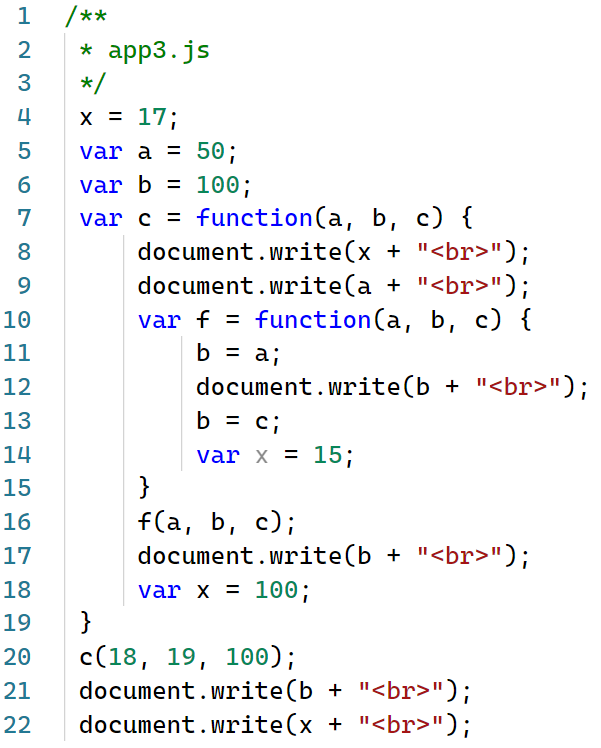 1 /**
2 * app3.js
3 */
4 x = 17;
5 var a = 50;
6 var b = 100;
7 var c = function(a, b, c) {
8 document.write(x + "<br>");
9 document.write(a + "<br>");
10 var f = function(a, b, c) {
11 b = a;
12 document.write(b + "<br>");
13 b = c;
14 var x = 15;
15 }
16 f(a, b, c);
17 document.write(b + "<br>");
18 var x = 100;
19 }
20 c(18, 19, 100);
21 document.write(b + "<br>");
22 document.write(x + "<br>");